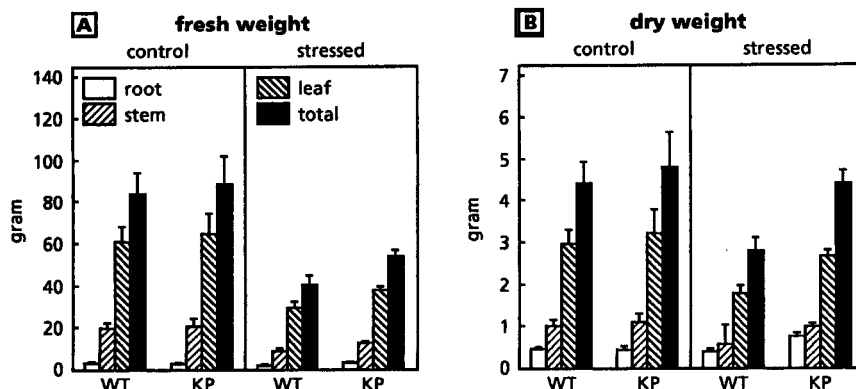 A fresh weight
control stressed
140
120
100
80
60
40
20
0
gram
root
stem
leaf
total
WT KP WT KP
B dry weight
control stressed
7
6
5
4
3
2
1
0
gram
WT KP WT KP